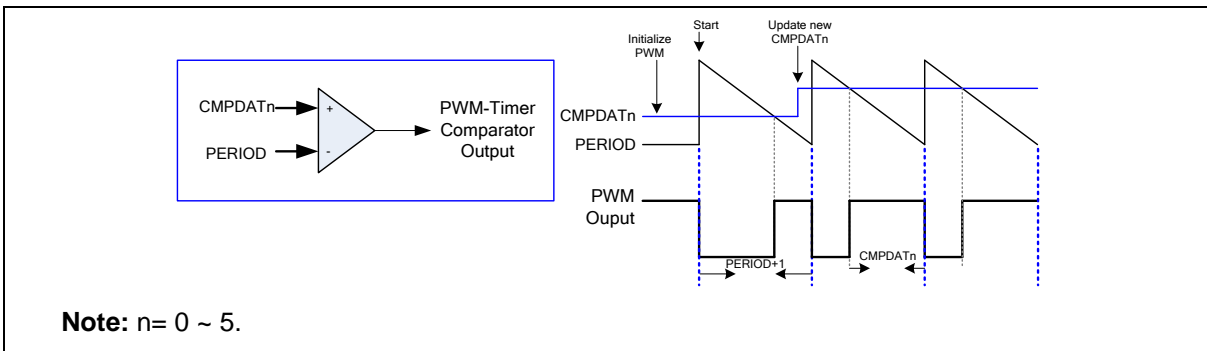 CMPDATn
PERIOD
+
-
PWM-Timer
Comparator
Output
Initialize
PWM
Start
Update new
CMPDATn
CMPDATn
PERIOD
PWM
Ouput
PERIOD+1
CMPDATn
Note: n= 0 ~ 5.